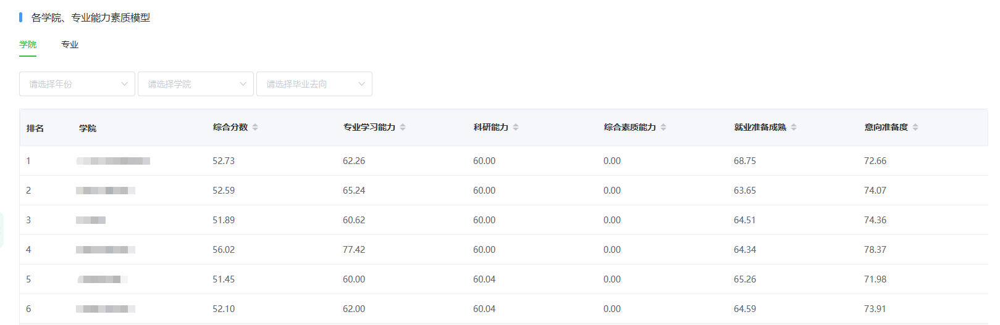 各学院、专业能力素质模型
学院 专业
请选择年份 请选择学院 请选择毕业去向
排名 学院 综合分数 专业学习能力 科研能力 综合素质能力 就业准备成熟 意向准备度
1 52.73 62.26 60.00 0.00 68.75 72.66
2 52.59 65.24 60.00 0.00 63.65 74.07
3 51.89 60.62 60.00 0.00 64.51 74.36
4 56.02 77.42 60.00 0.00 64.34 78.37
5 51.45 60.00 60.04 0.00 65.26 71.98
6 52.10 62.00 60.04 0.00 64.59 73.91